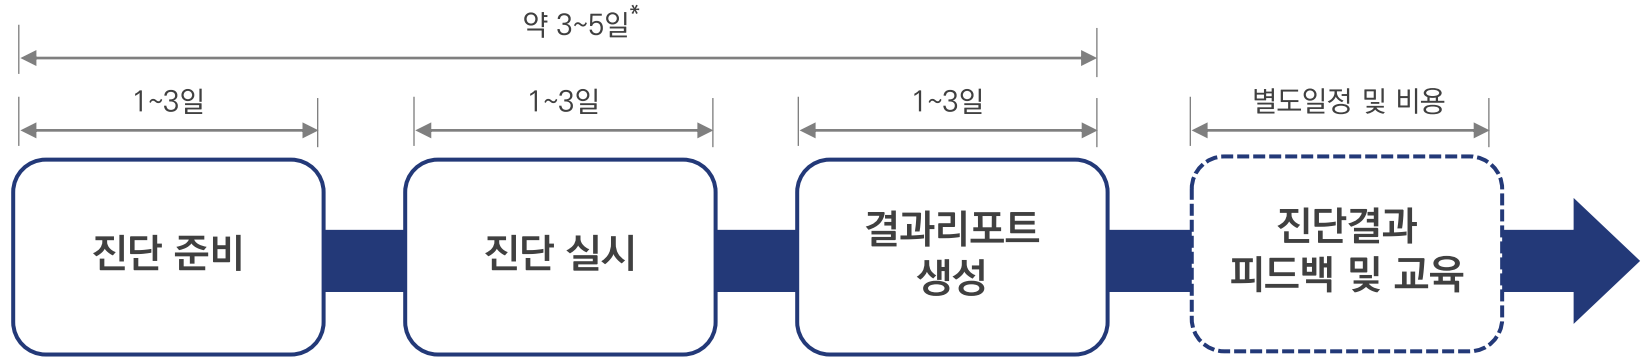 약 3~5일*
1~3일
1~3일
1~3일
별도일정 및 비용
진단 준비
진단 실시
결과리포트
생성
진단결과
피드백 및 교육